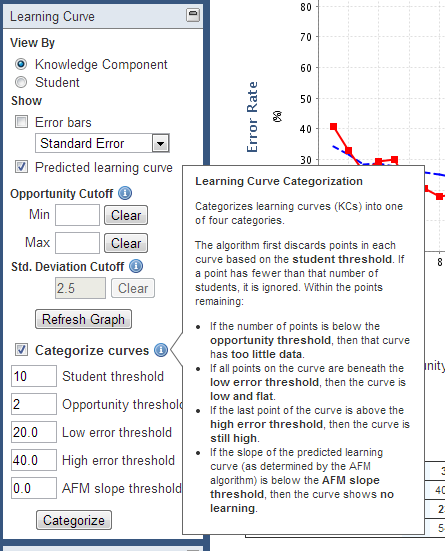 Learning Curve
View By
Knowledge Component
Student
Show
Error bars
Standard Error
Predicted learning curve
Opportunity Cutoff
Min
Clear
Max
Clear
Std. Deviation Cutoff
2.5
Clear
Refresh Graph
Categorize curves
10 Student threshold
2 Opportunity threshold
20.0 Low error threshold
40.0 High error threshold
0.0 AFM slope threshold
Categorize
Learning Curve Categorization
Categorizes learning curves (KCs) into one
of four categories.
The algorithm first discards points in each
curve based on the student threshold. If
a point has fewer than that number of
students, it is ignored. Within the points
remaining:
• If the number of points is below the
opportunity threshold, then that curve
has too little data.
• If all points on the curve are beneath the
low error threshold, then the curve is
low and flat.
• If the last point of the curve is above the
high error threshold, then the curve is
still high.
• If the slope of the predicted learning
curve (as determined by the AFM
algorithm) is below the AFM slope
threshold, then the curve shows no
learning.
Error Rate
(%)
80
70
60
50
40
30
8
nity
3
40
2
5